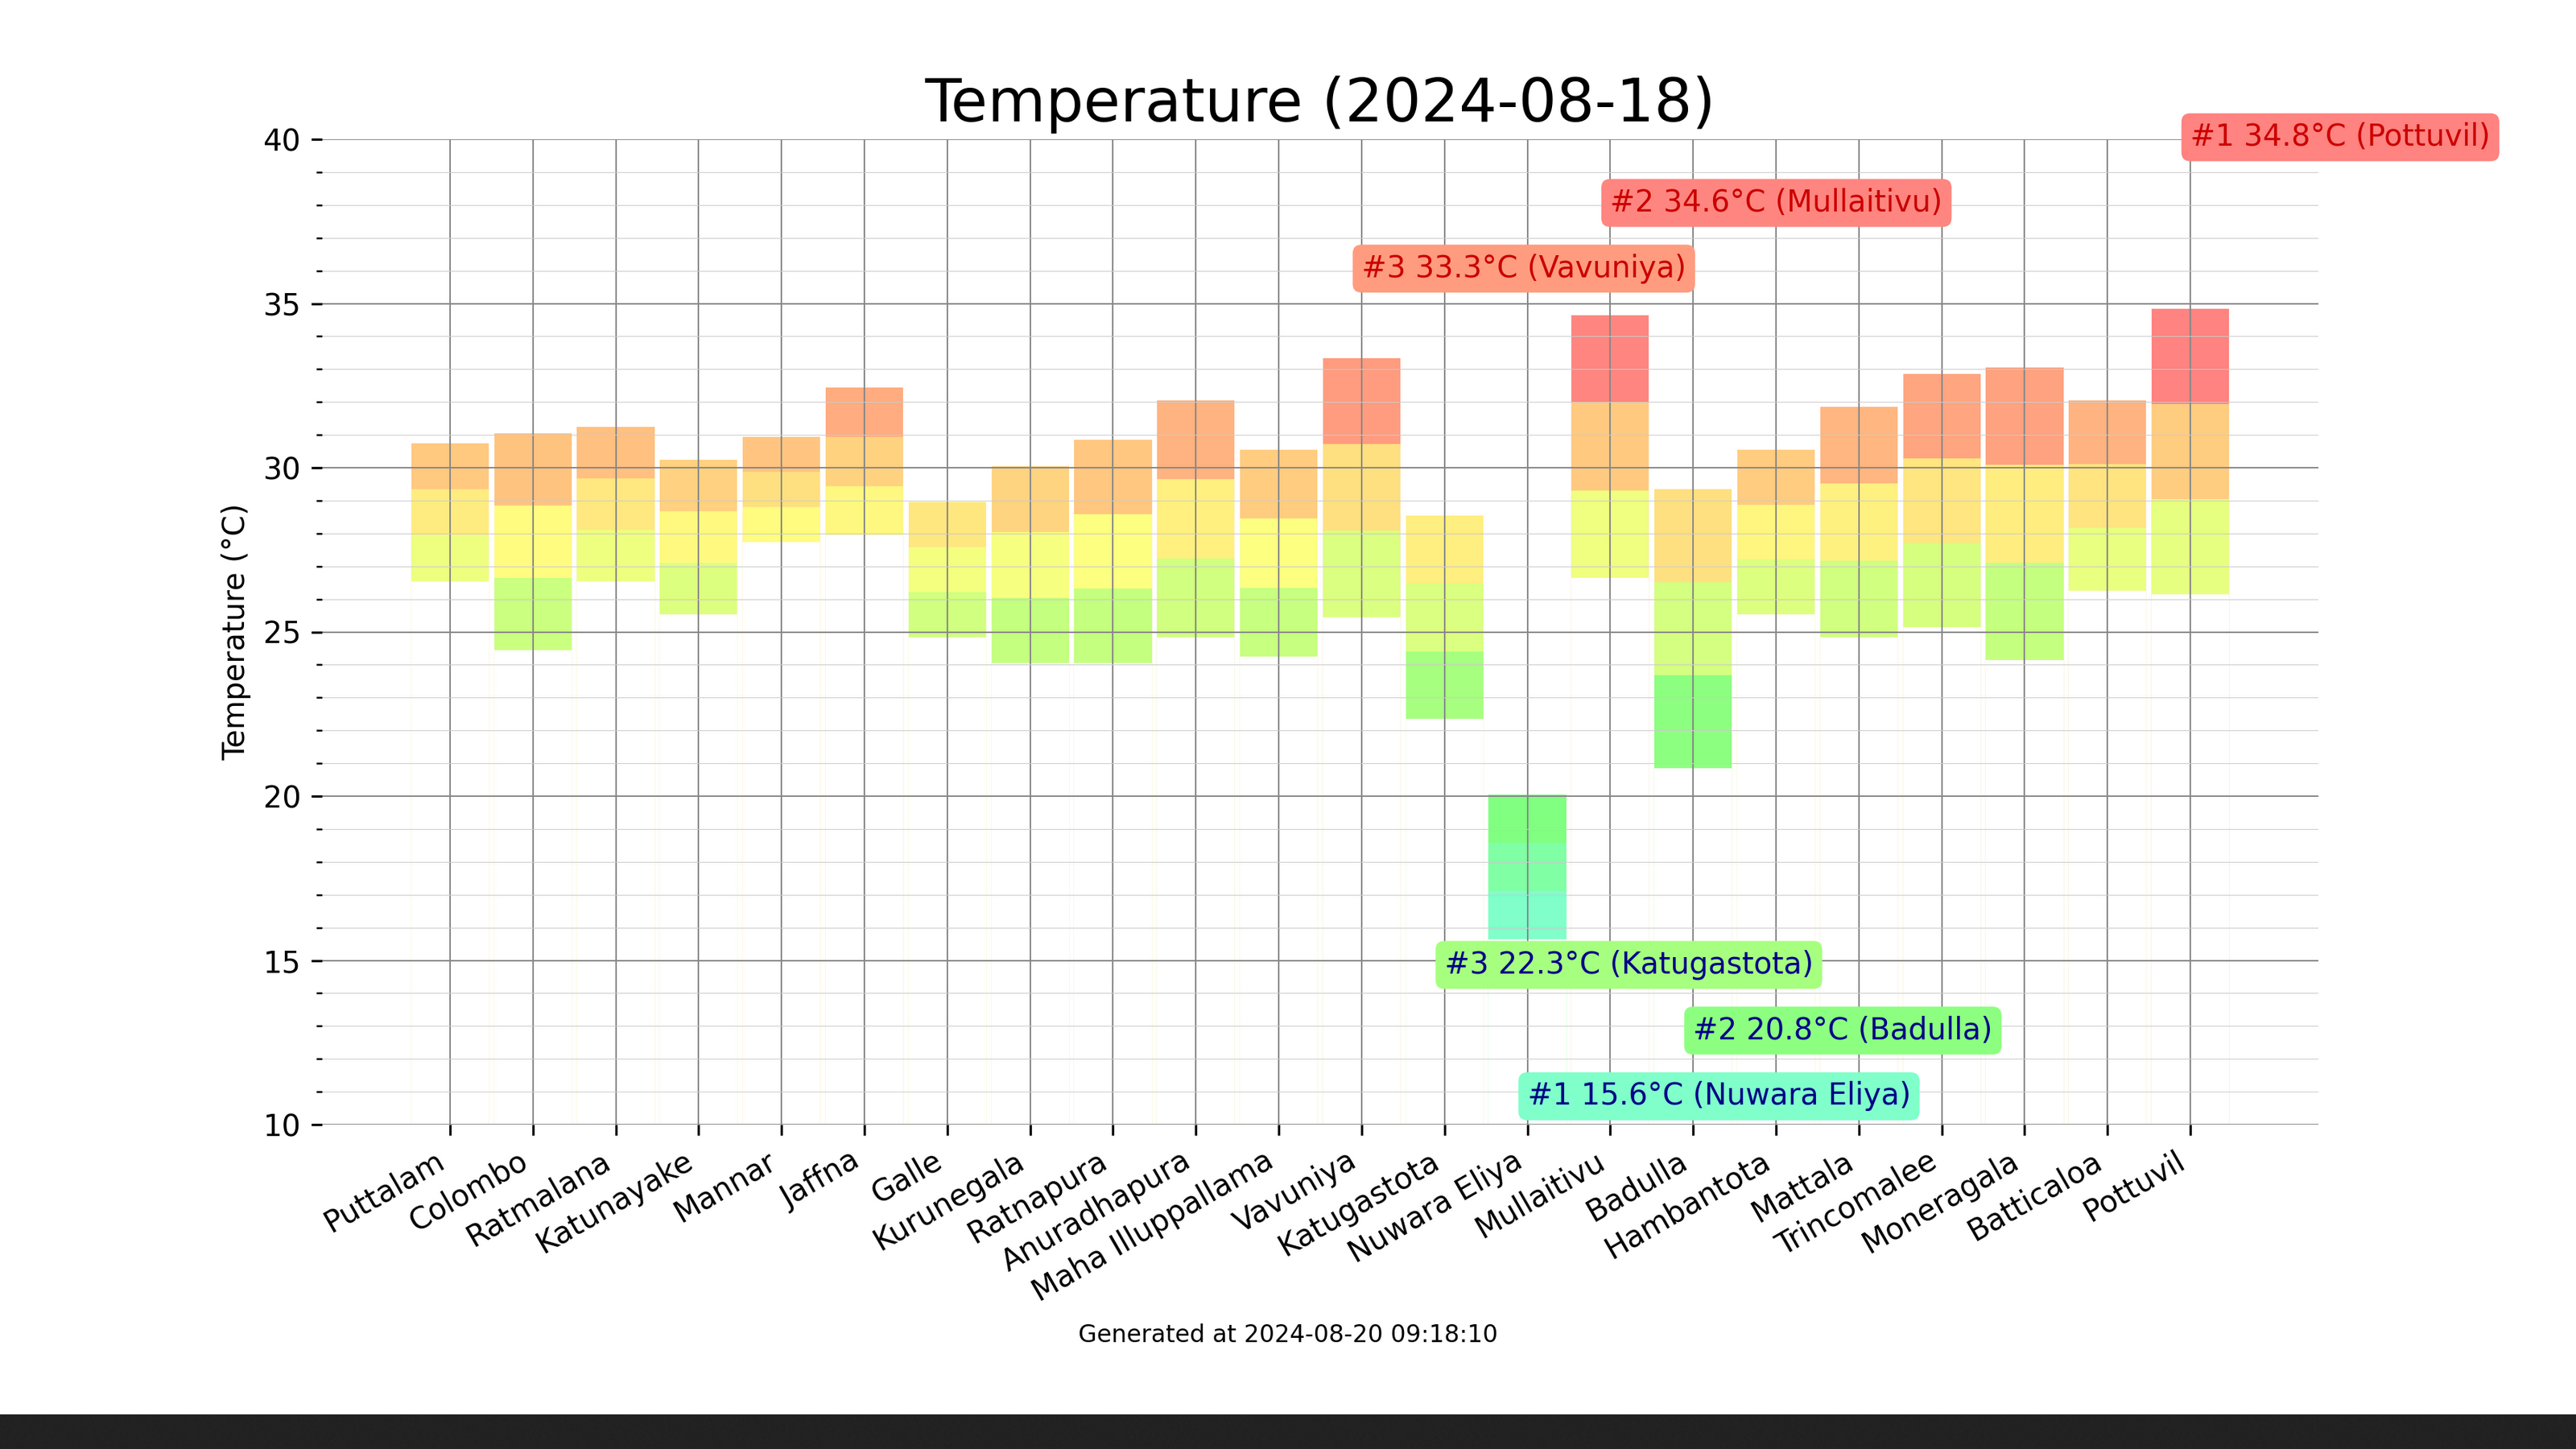 Temperature (2024-08-18)
#1 34.8°C (Pottuvil)
#2 34.6°C (Mullaitivu)
#3 33.3°C (Vavuniya)
40
35
30
25
20
15
10
Temperature (°C)
#3 22.3°C (Katugastota)
#2 20.8°C (Badulla)
#1 15.6°C (Nuwara Eliya)
Puttalam
Colombo
Ratmalana
Katunayake
Mannar
Jaffna
Galle
Kurunegala
Ratnapura
Anuradhapura
Maha Illuppallama
Vavuniya
Katugastota
Nuwara Eliya
Mullaitivu
Badulla
Hambantota
Mattala
Trincomalee
Moneragala
Batticaloa
Pottuvil
Generated at 2024-08-20 09:18:10